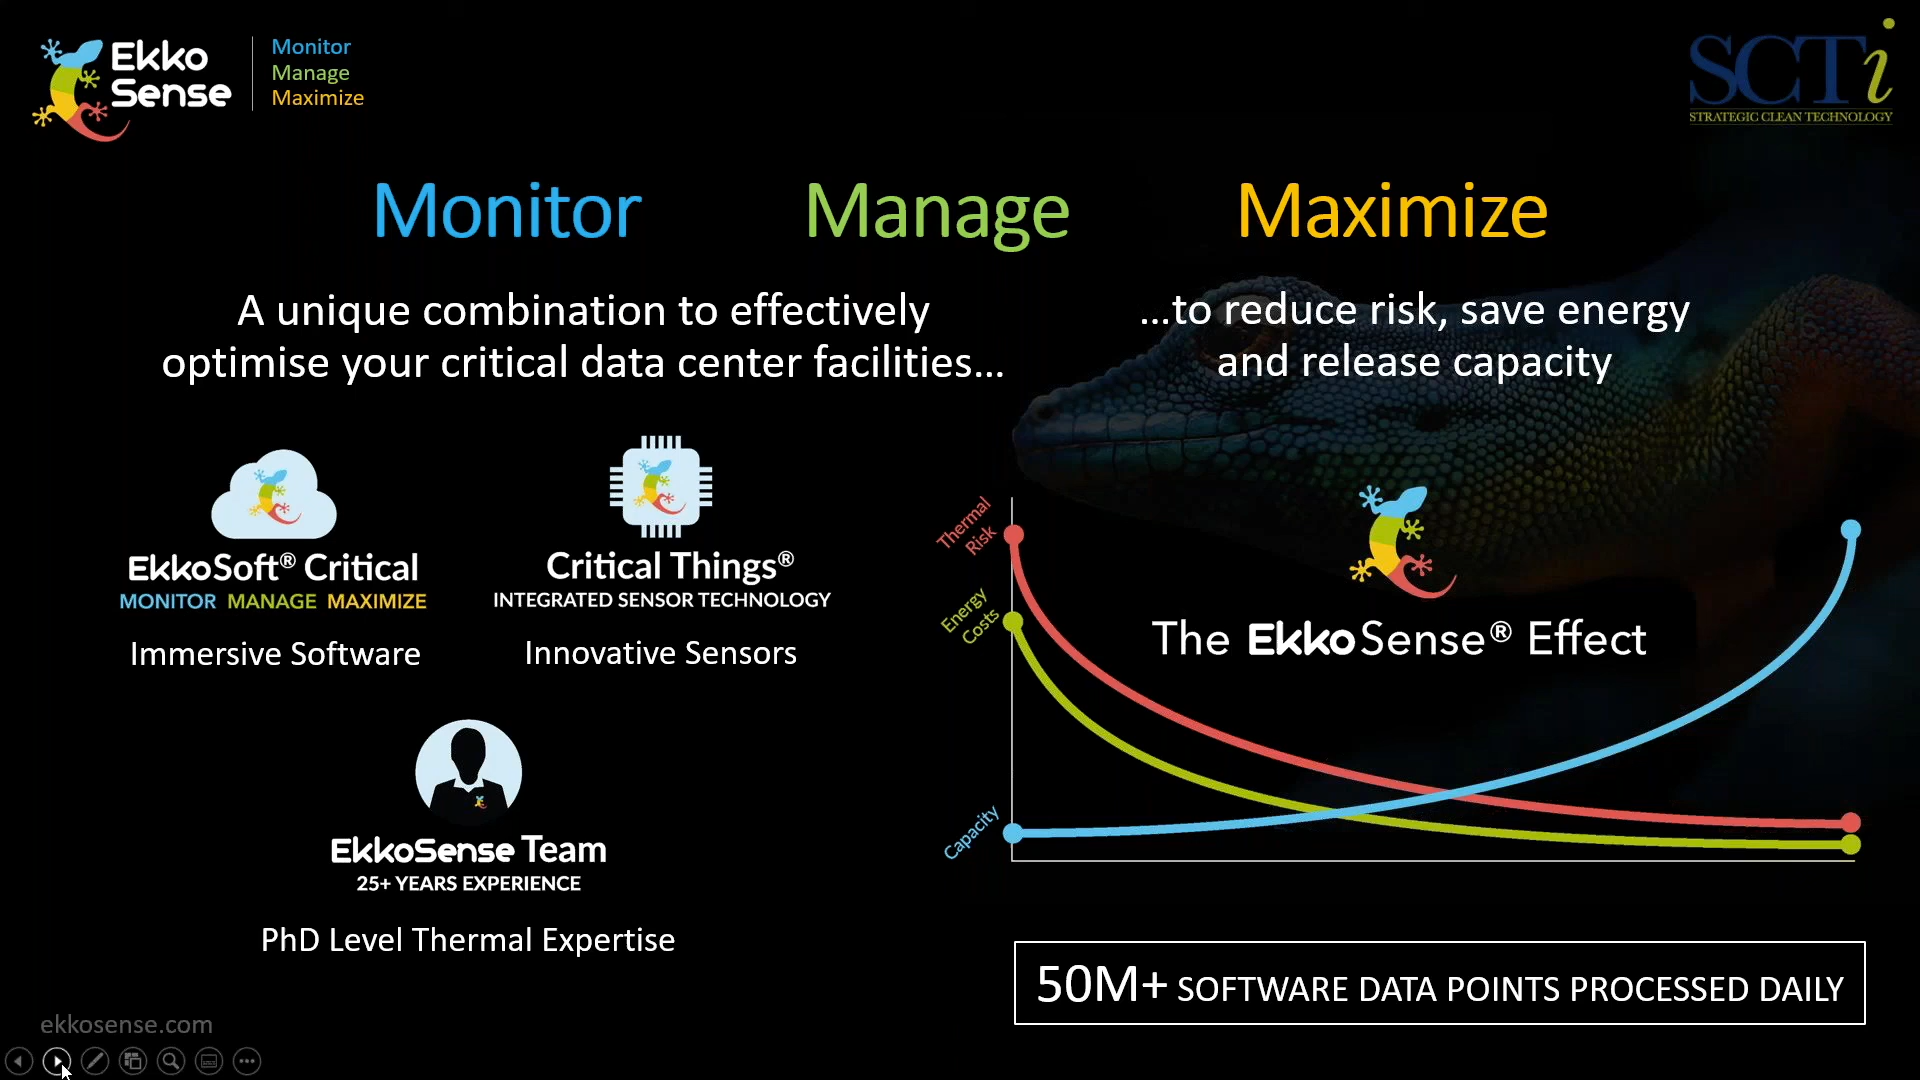 Ekko
Sense
Monitor
Manage
Maximize
SCTi
STRATEGIC CLEAN TECHNOLOGY
Monitor
Manage
Maximize
A unique combination to effectively
optimise your critical data center facilities...
...to reduce risk, save energy
and release capacity
EkkoSoft® Critical
MONITOR MANAGE MAXIMIZE
Immersive Software
Critical Things®
INTEGRATED SENSOR TECHNOLOGY
Innovative Sensors
EkkoSense Team
25+ YEARS EXPERIENCE
PhD Level Thermal Expertise
Thermal
Risk
Energy
Costs
Capacity
The EkkoSense® Effect
50M+ SOFTWARE DATA POINTS PROCESSED DAILY
ekkosense.com